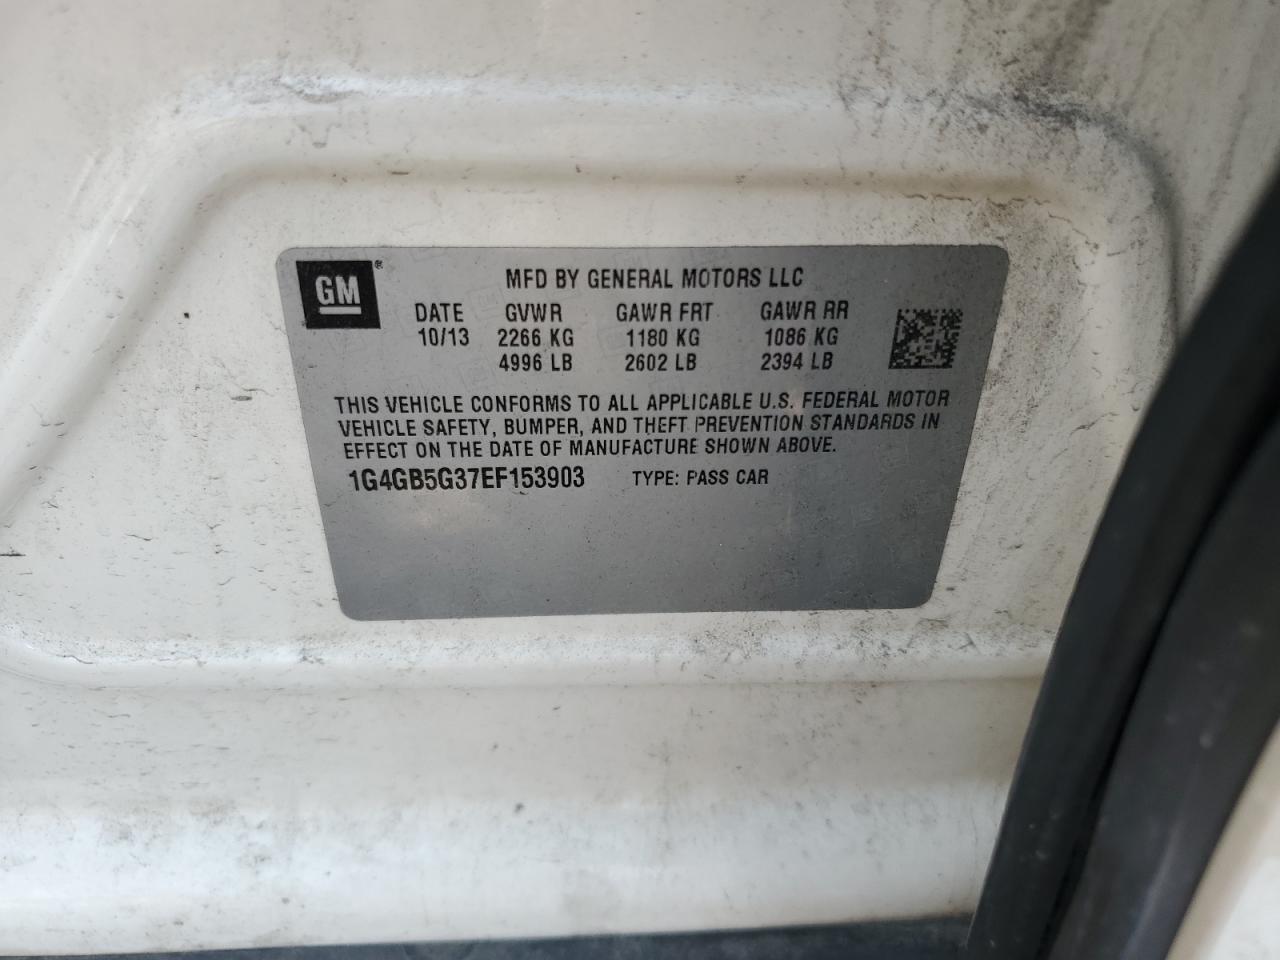 GM®
MFD BY GENERAL MOTORS LLC
DATE GVWR GAWR FRT GAWR RR
10/13 2266 KG 1180 KG 1086 KG
4996 LB 2602 LB 2394 LB
THIS VEHICLE CONFORMS TO ALL APPLICABLE U.S. FEDERAL MOTOR
VEHICLE SAFETY, BUMPER, AND THEFT PREVENTION STANDARDS IN
EFFECT ON THE DATE OF MANUFACTURE SHOWN ABOVE.
1G4GB5G37EF153903 TYPE: PASS CAR